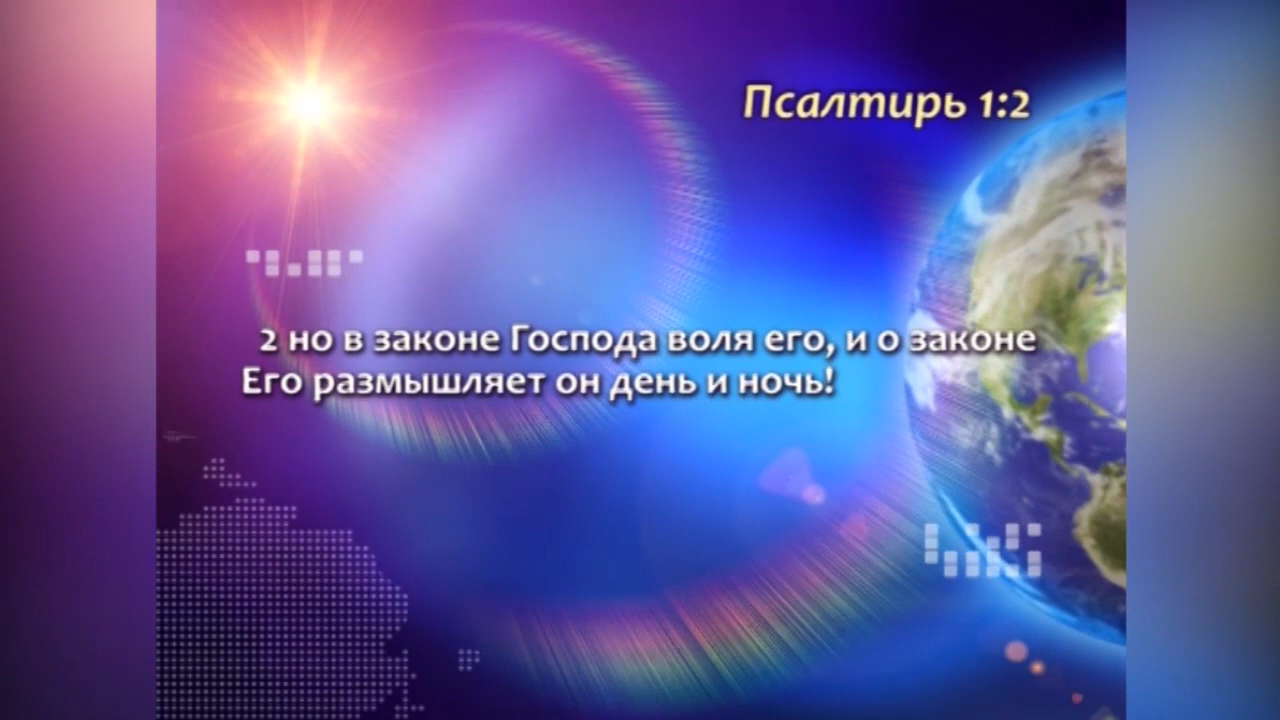 Псалтирь 1:2
2 но в законе Господа воля его, и о законе
Его размышляет он день и ночь!